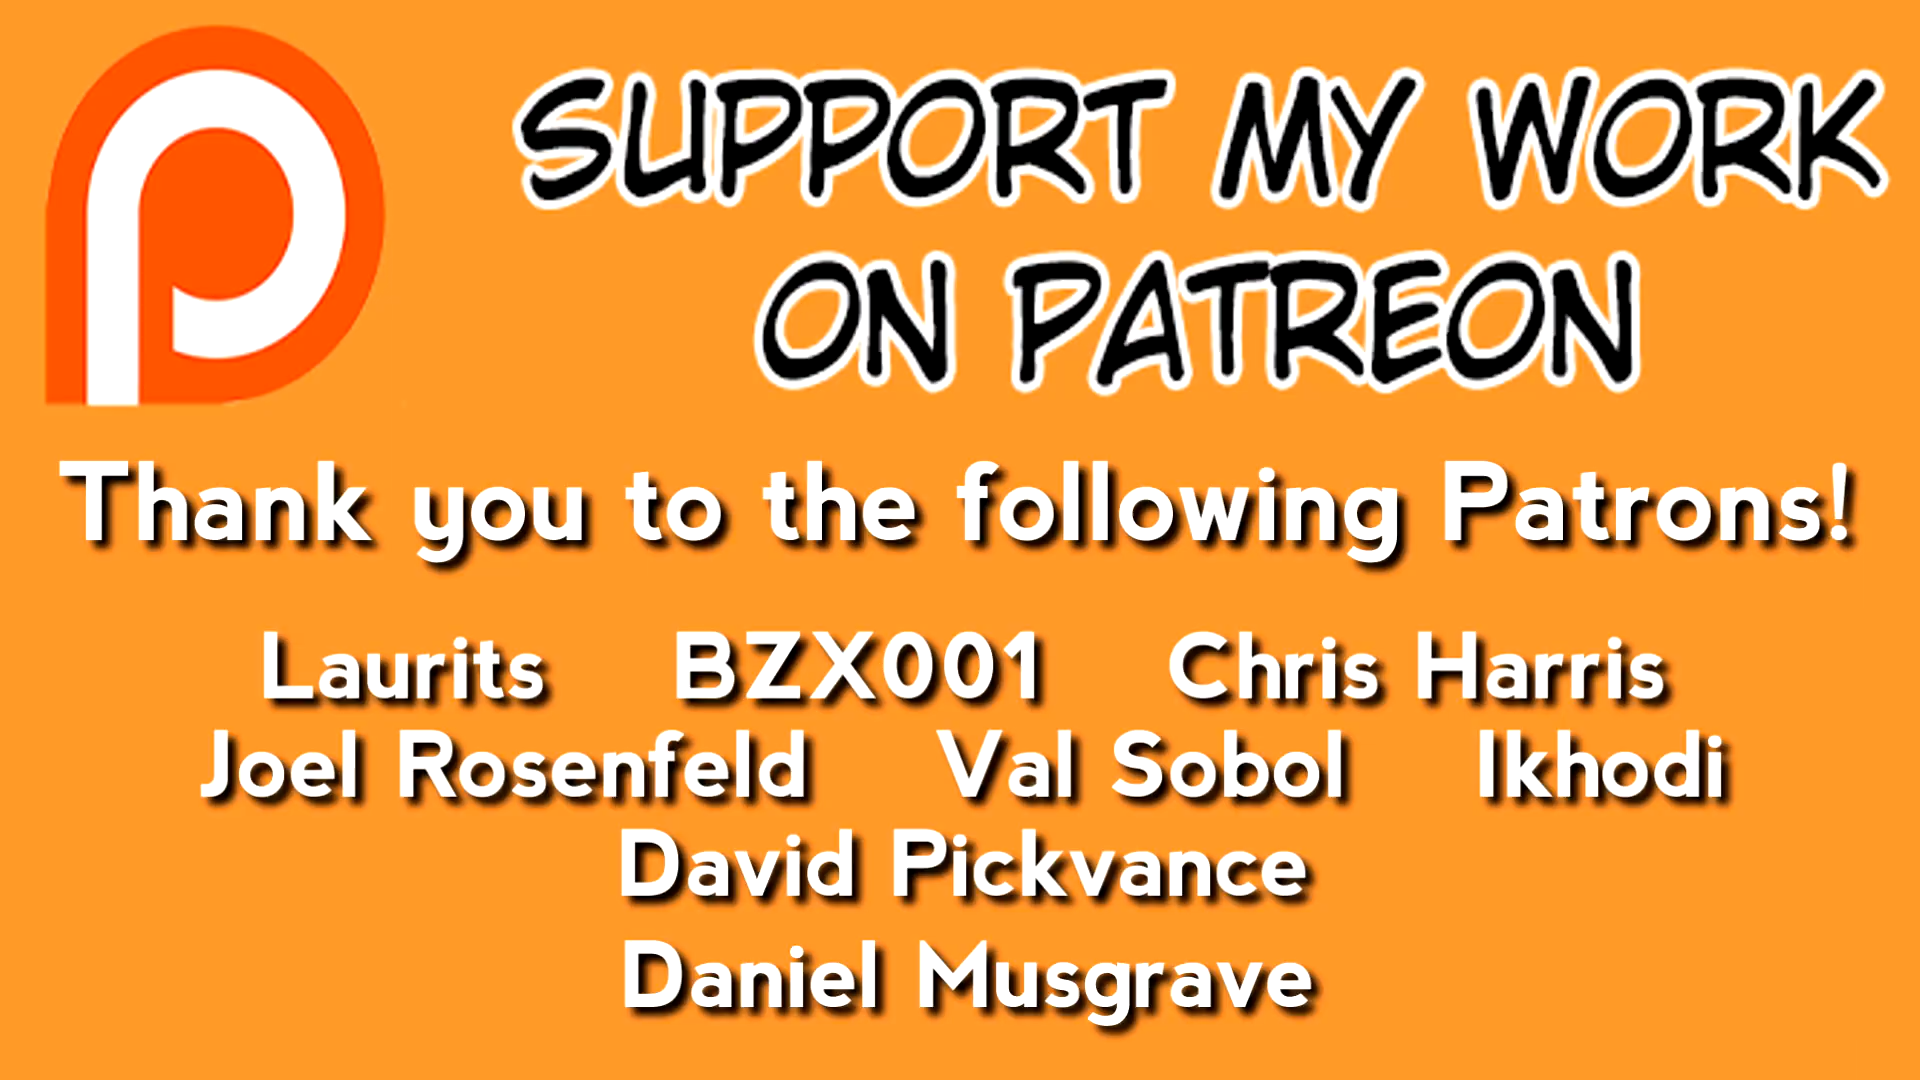 SUPPORT MY WORK
ON PATREON
Thank you to the following Patrons!
Laurits BZX001 Chris Harris
Joel Rosenfeld Val Sobol Ikhodi
David Pickvance
Daniel Musgrave